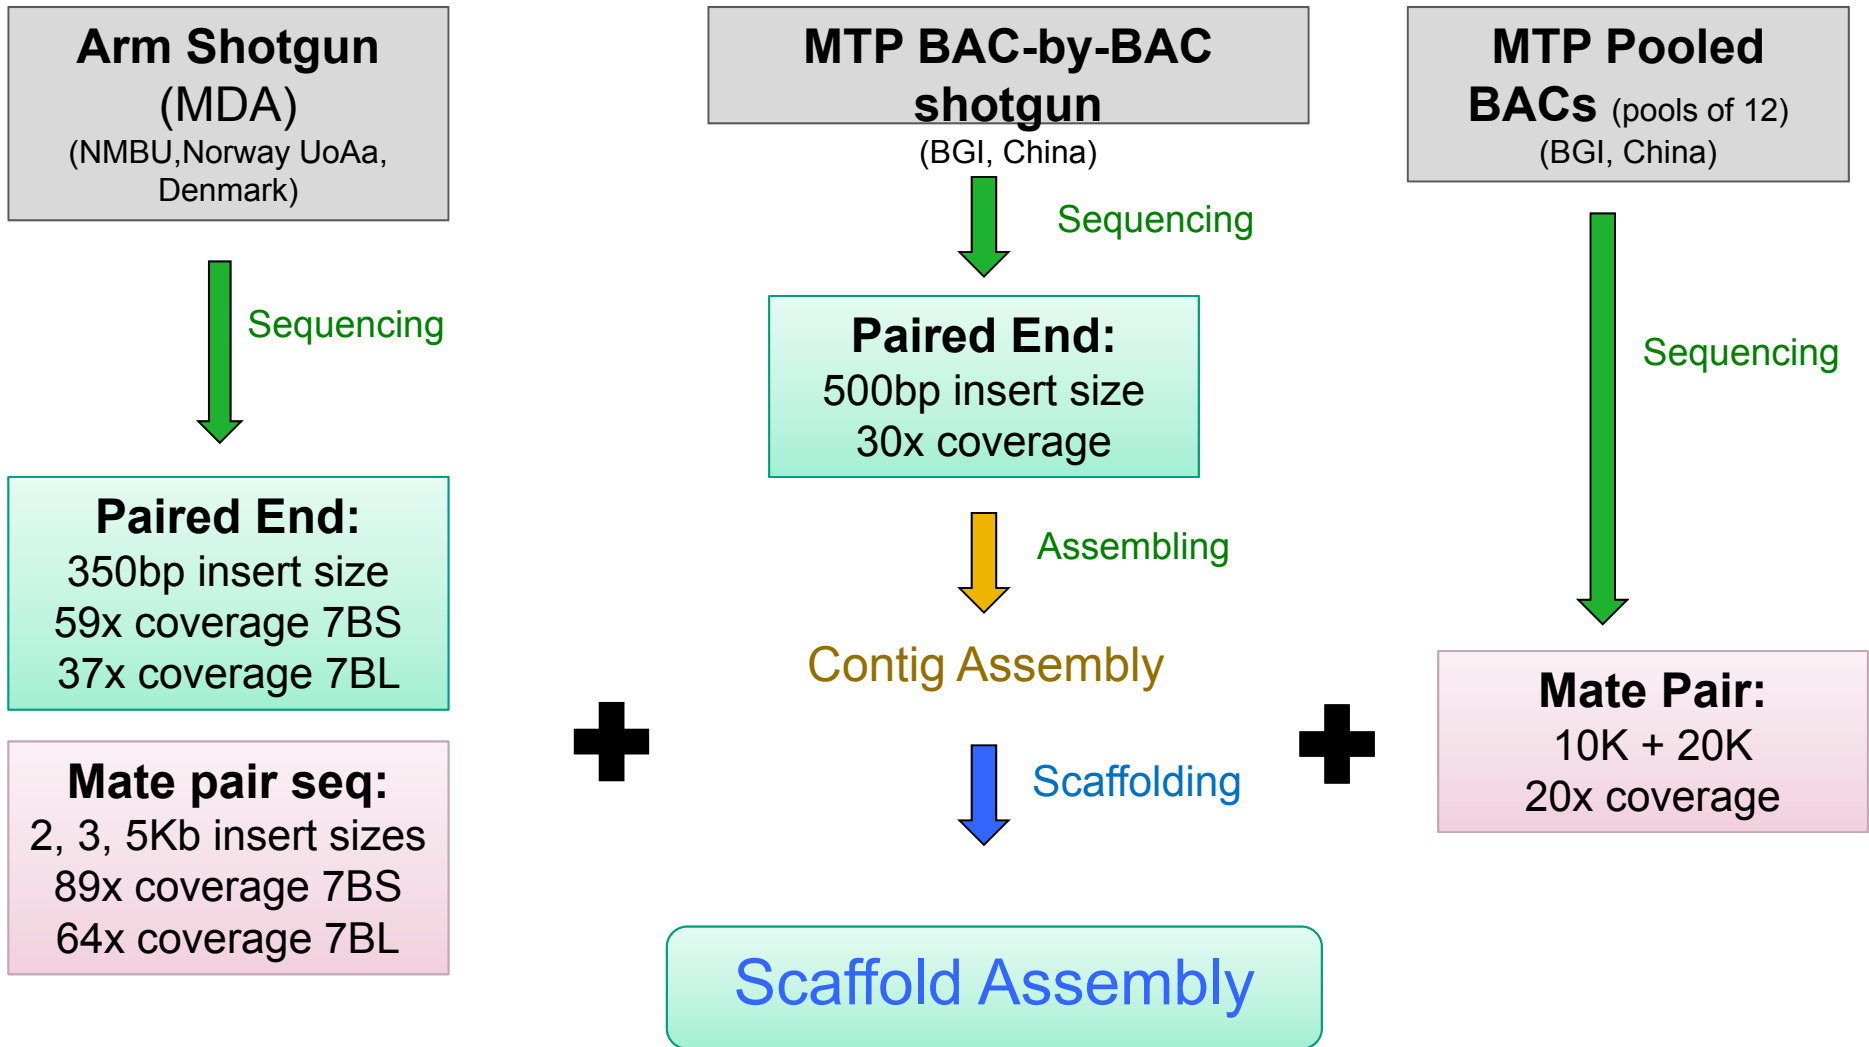 Arm Shotgun
(MDA)
(NMBU,Norway UoAa,
Denmark)
Sequencing
Paired End:
350bp insert size
59x coverage 7BS
37x coverage 7BL
Mate pair seq:
2, 3, 5Kb insert sizes
89x coverage 7BS
64x coverage 7BL
MTP BAC-by-BAC
shotgun
(BGI, China)
Sequencing
Paired End:
500bp insert size
30x coverage
Assembling
Contig Assembly
Scaffolding
Scaffold Assembly
MTP Pooled
BACs (pools of 12)
(BGI, China)
Sequencing
Mate Pair:
10K + 20K
20x coverage